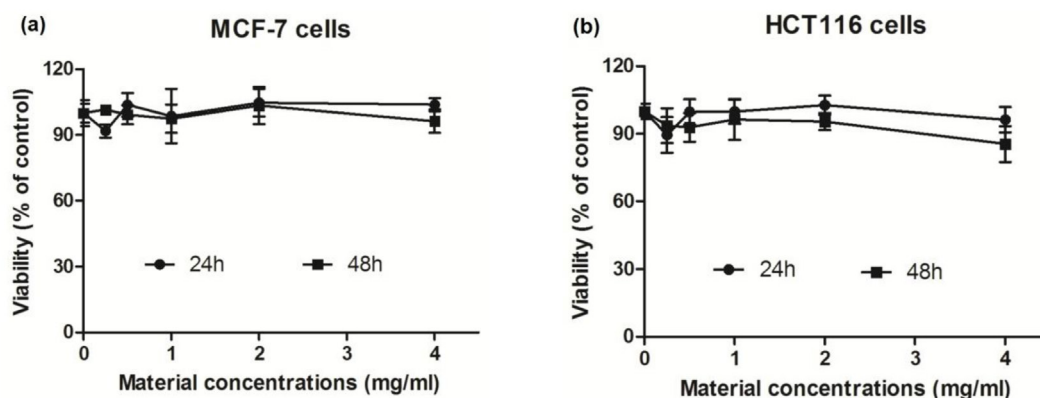 (a)
MCF-7 cells
Viability (% of control)
120
90
60
30
0
24h
48h
0
1
2
3
4
Material concentrations (mg/ml)
(b)
HCT116 cells
Viability (% of control)
120
90
60
30
0
24h
48h
0
1
2
3
4
Material concentrations (mg/ml)